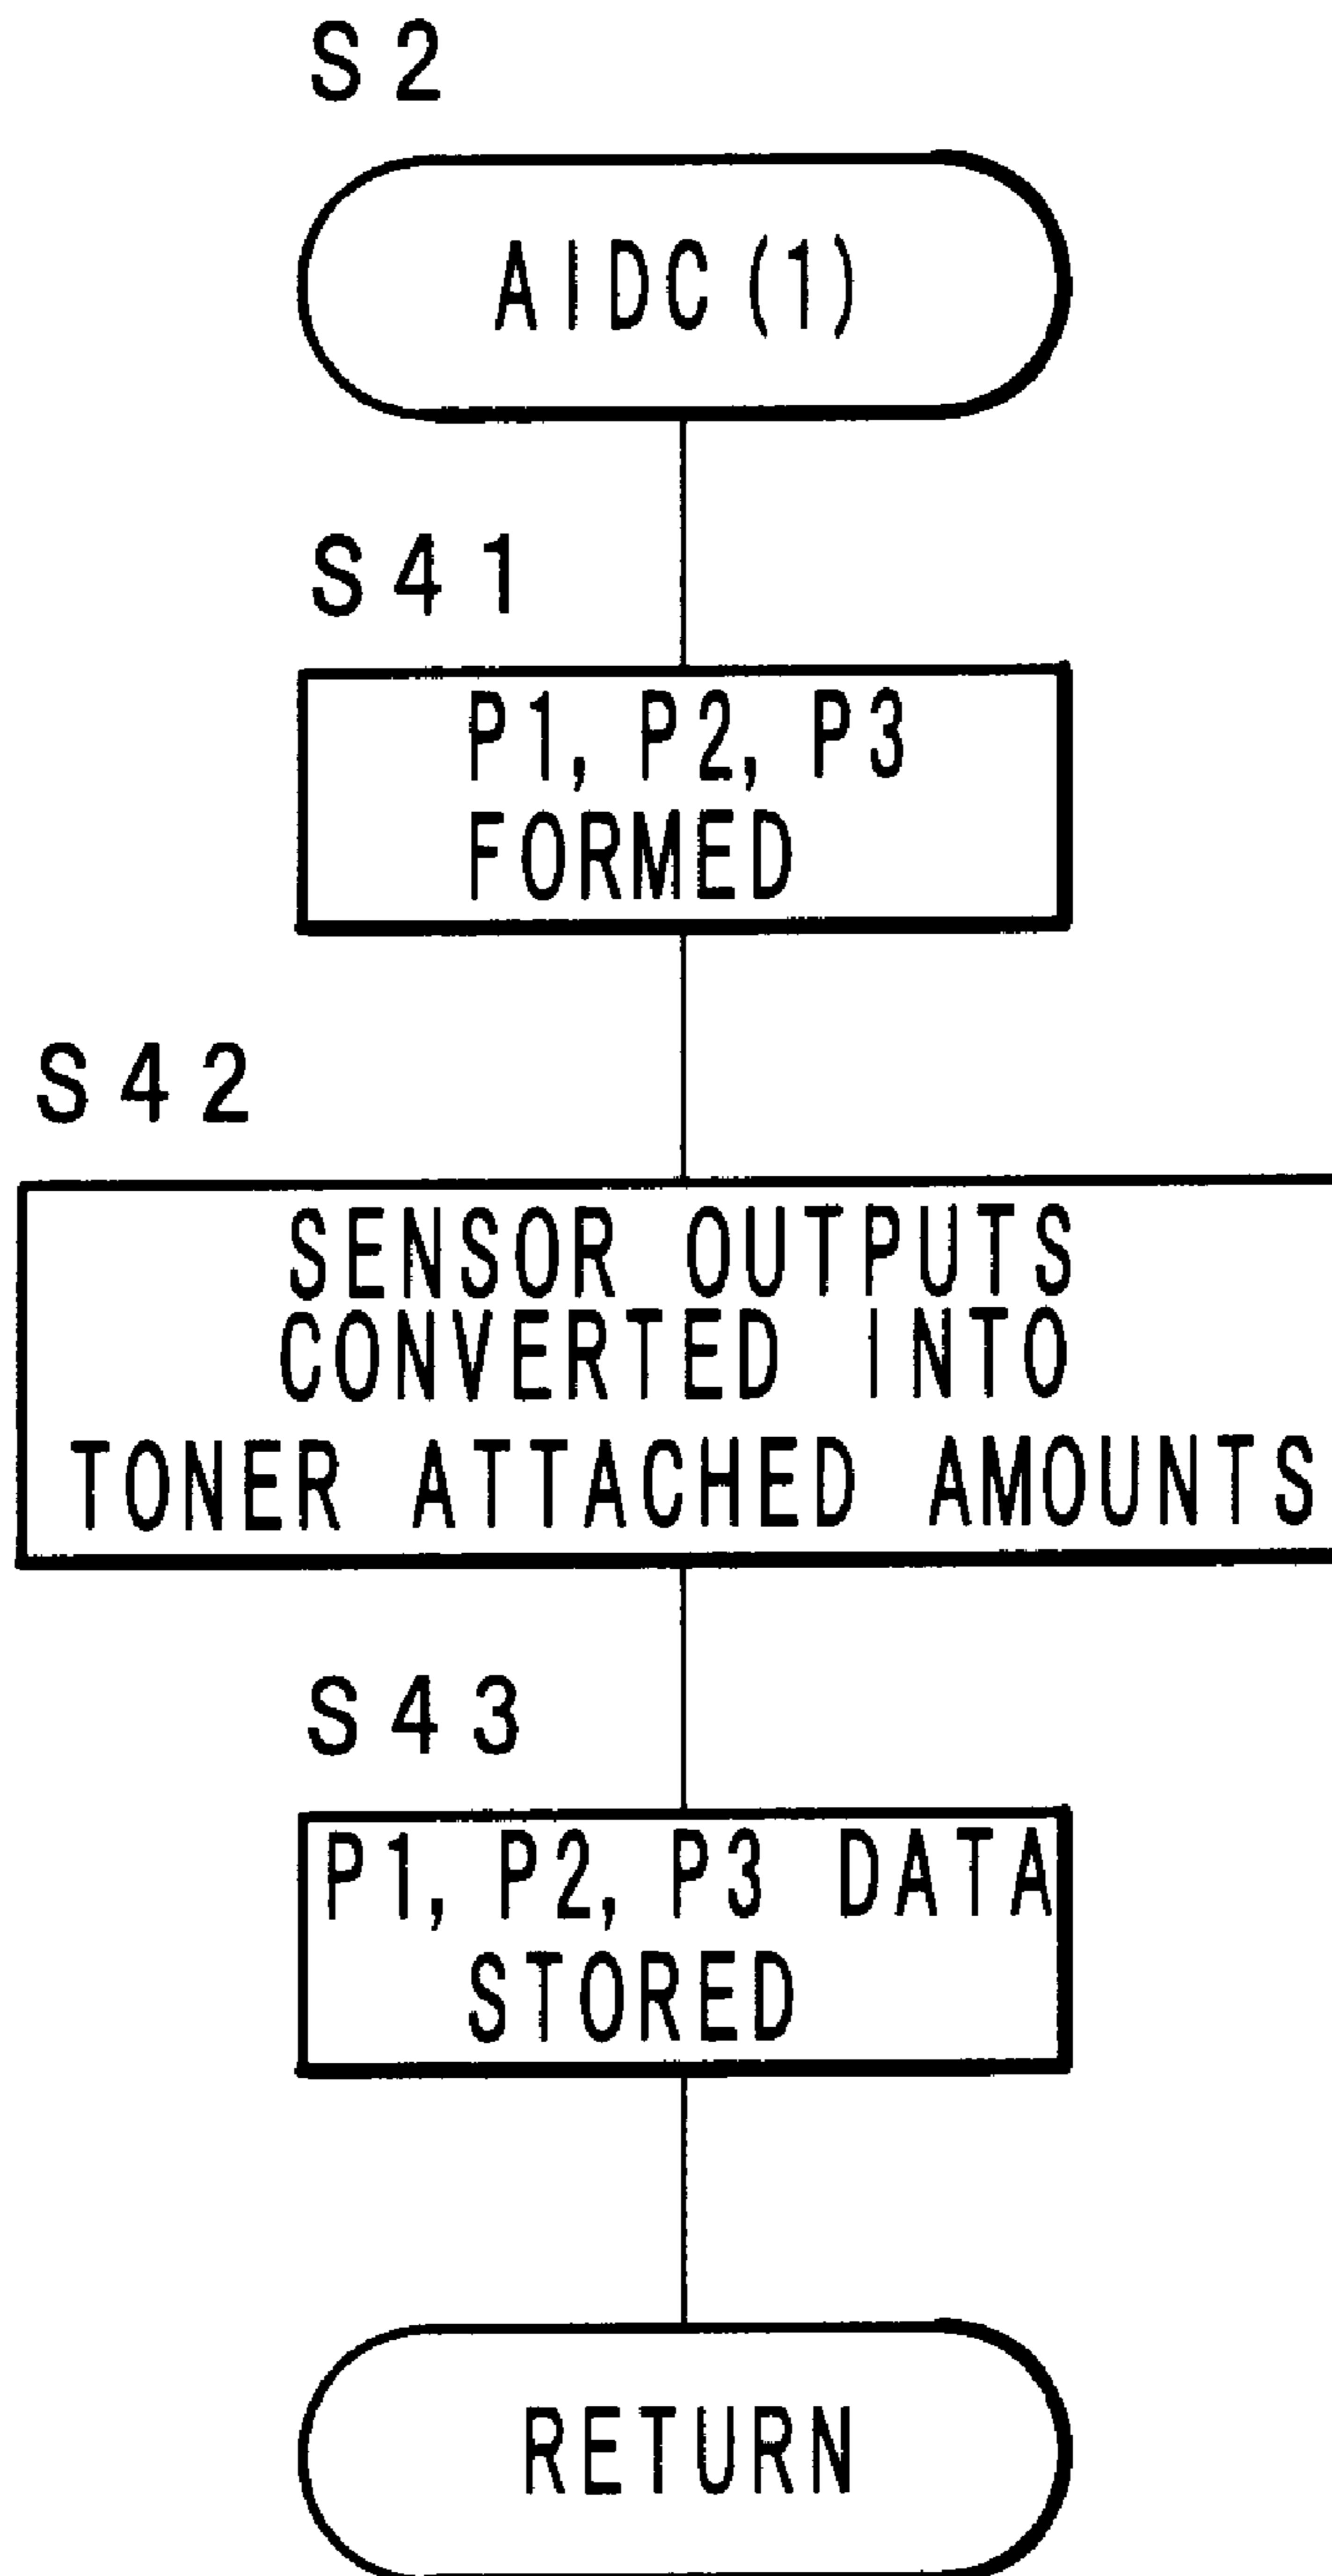 S2
AIDC(1)
S41
P1, P2, P3
FORMED
S42
SENSOR OUTPUTS
CONVERTED INTO
TONER ATTACHED AMOUNTS
S43
P1, P2, P3 DATA
STORED
RETURN